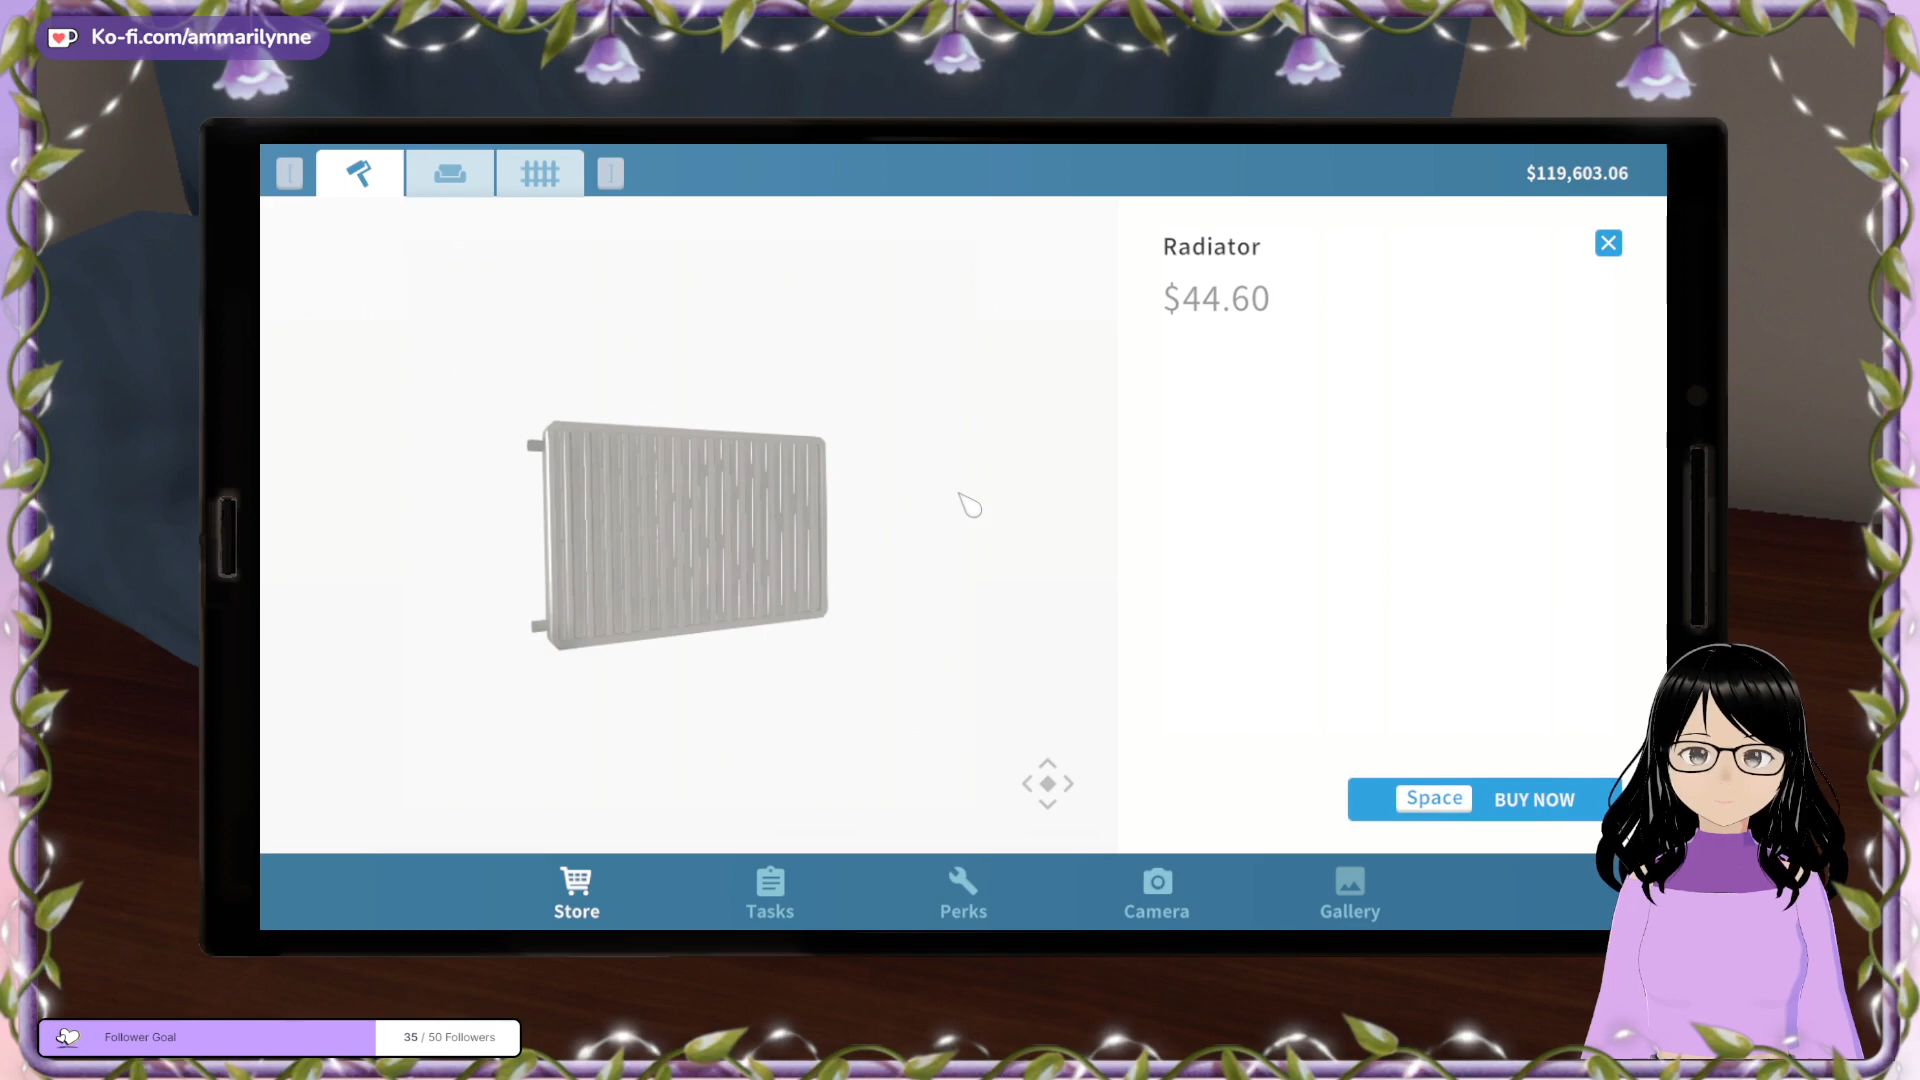 Ko-fi.com/ammarilynne
[
]
$119,603.06
Radiator
$44.60
Space BUY NOW
Store
Tasks
Perks
Camera
Gallery
Follower Goal
35 / 50 Followers